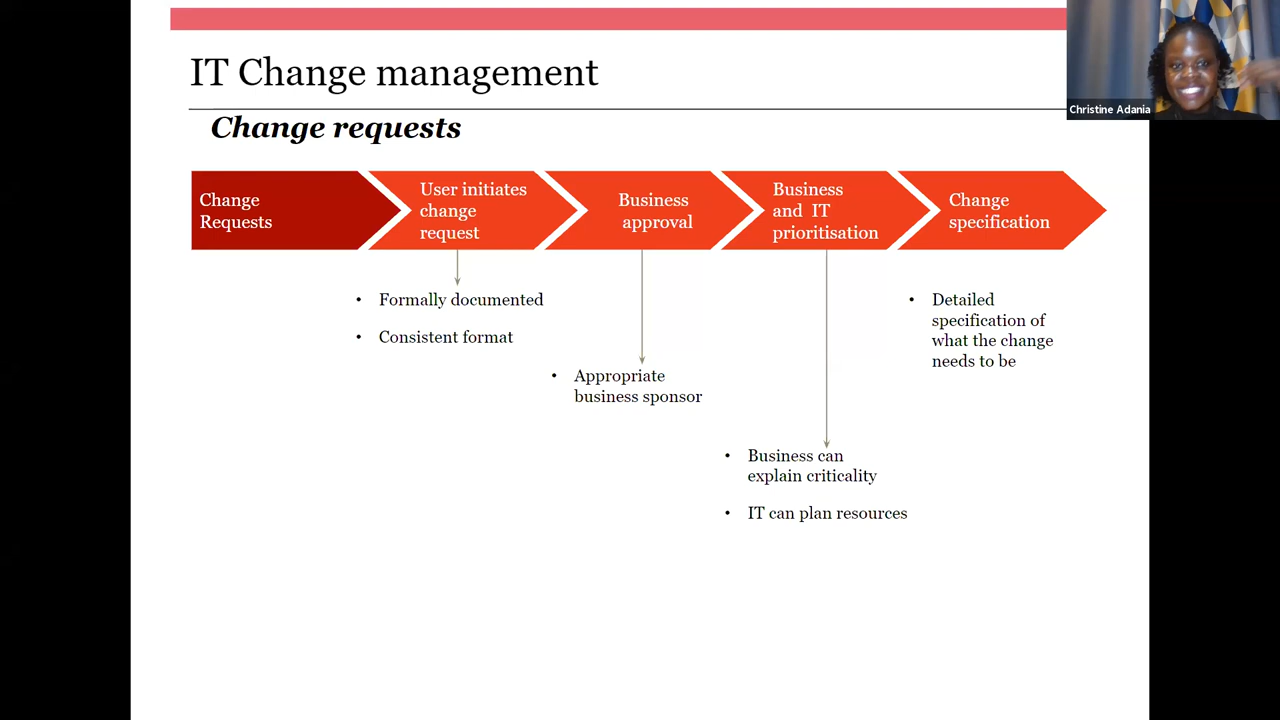 IT Change management
Christine Adania
Change requests
Change
Requests
User initiates
change
request
Business
approval
Business
and IT
prioritisation
Change
specification
• Formally documented
• Consistent format
• Appropriate
business sponsor
• Business can
explain criticality
• IT can plan resources
• Detailed
specification of
what the change
needs to be